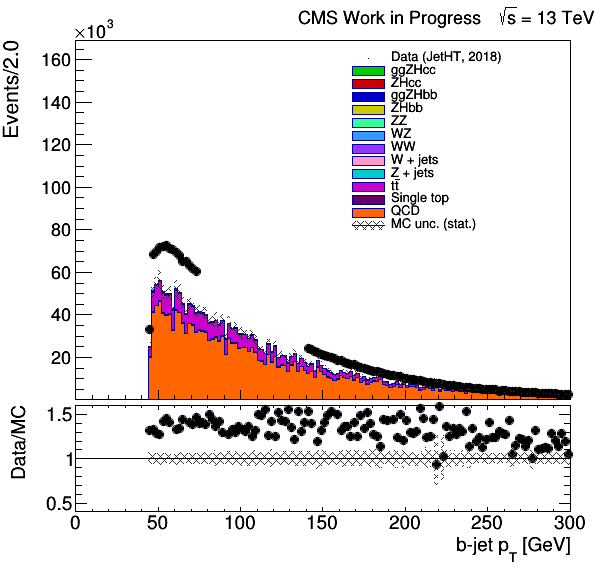 CMS Work in Progress √s = 13 TeV
×10³
Events/2.0
160
140
120
100
80
60
40
20
Data (JetHT, 2018)
ggZHcc
ZHcc
ggZHbb
ZHbb
ZZ
WZ
WW
W + jets
Z + jets
tt̄
Single top
QCD
MC unc. (stat.)
Data/MC
1.5
1
0.5
0 50 100 150 200 250 300
b-jet p_T [GeV]